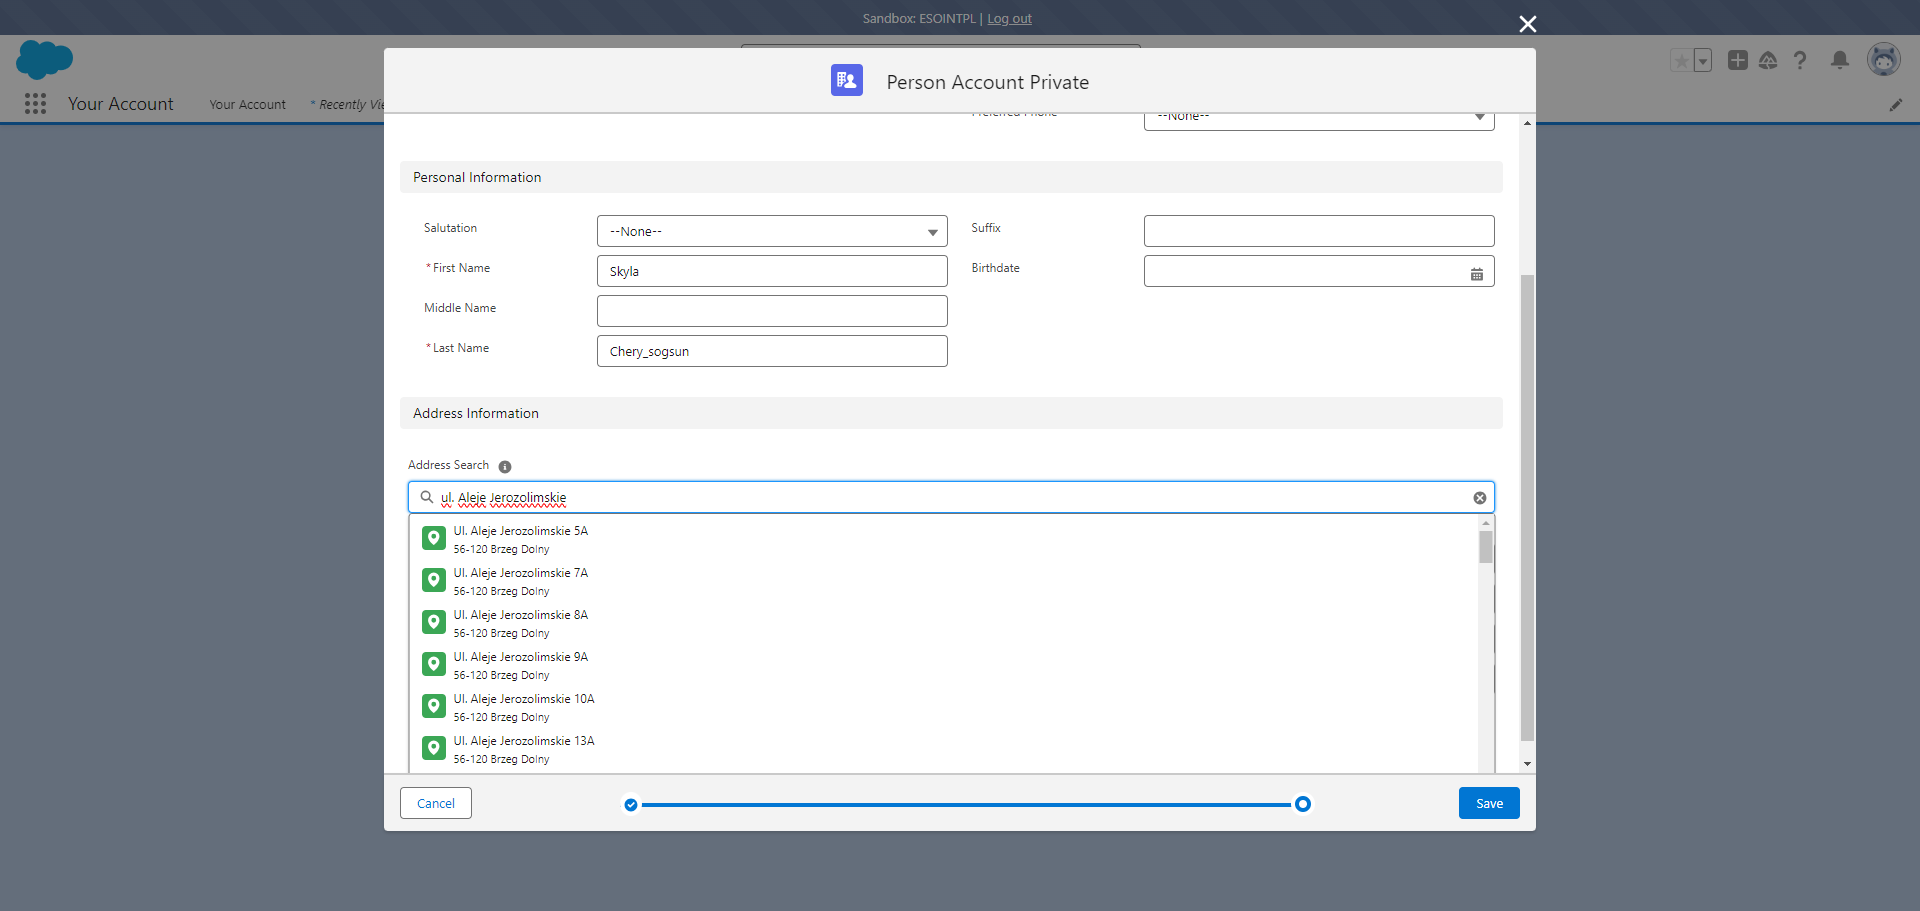 Sandbox: ESOINTPL | Log out
Person Account Private
Your Account
Your Account
* Recently Vie
Preferred Phone
--None--
Personal Information
Salutation
--None--
Suffix
* First Name
Skyla
Birthdate
Middle Name
* Last Name
Chery_sogsun
Address Information
Address Search
ul. Aleje Jerozolimskie
Ul. Aleje Jerozolimskie 5A
56-120 Brzeg Dolny
Ul. Aleje Jerozolimskie 7A
56-120 Brzeg Dolny
Ul. Aleje Jerozolimskie 8A
56-120 Brzeg Dolny
Ul. Aleje Jerozolimskie 9A
56-120 Brzeg Dolny
Ul. Aleje Jerozolimskie 10A
56-120 Brzeg Dolny
Ul. Aleje Jerozolimskie 13A
56-120 Brzeg Dolny
Cancel
Save